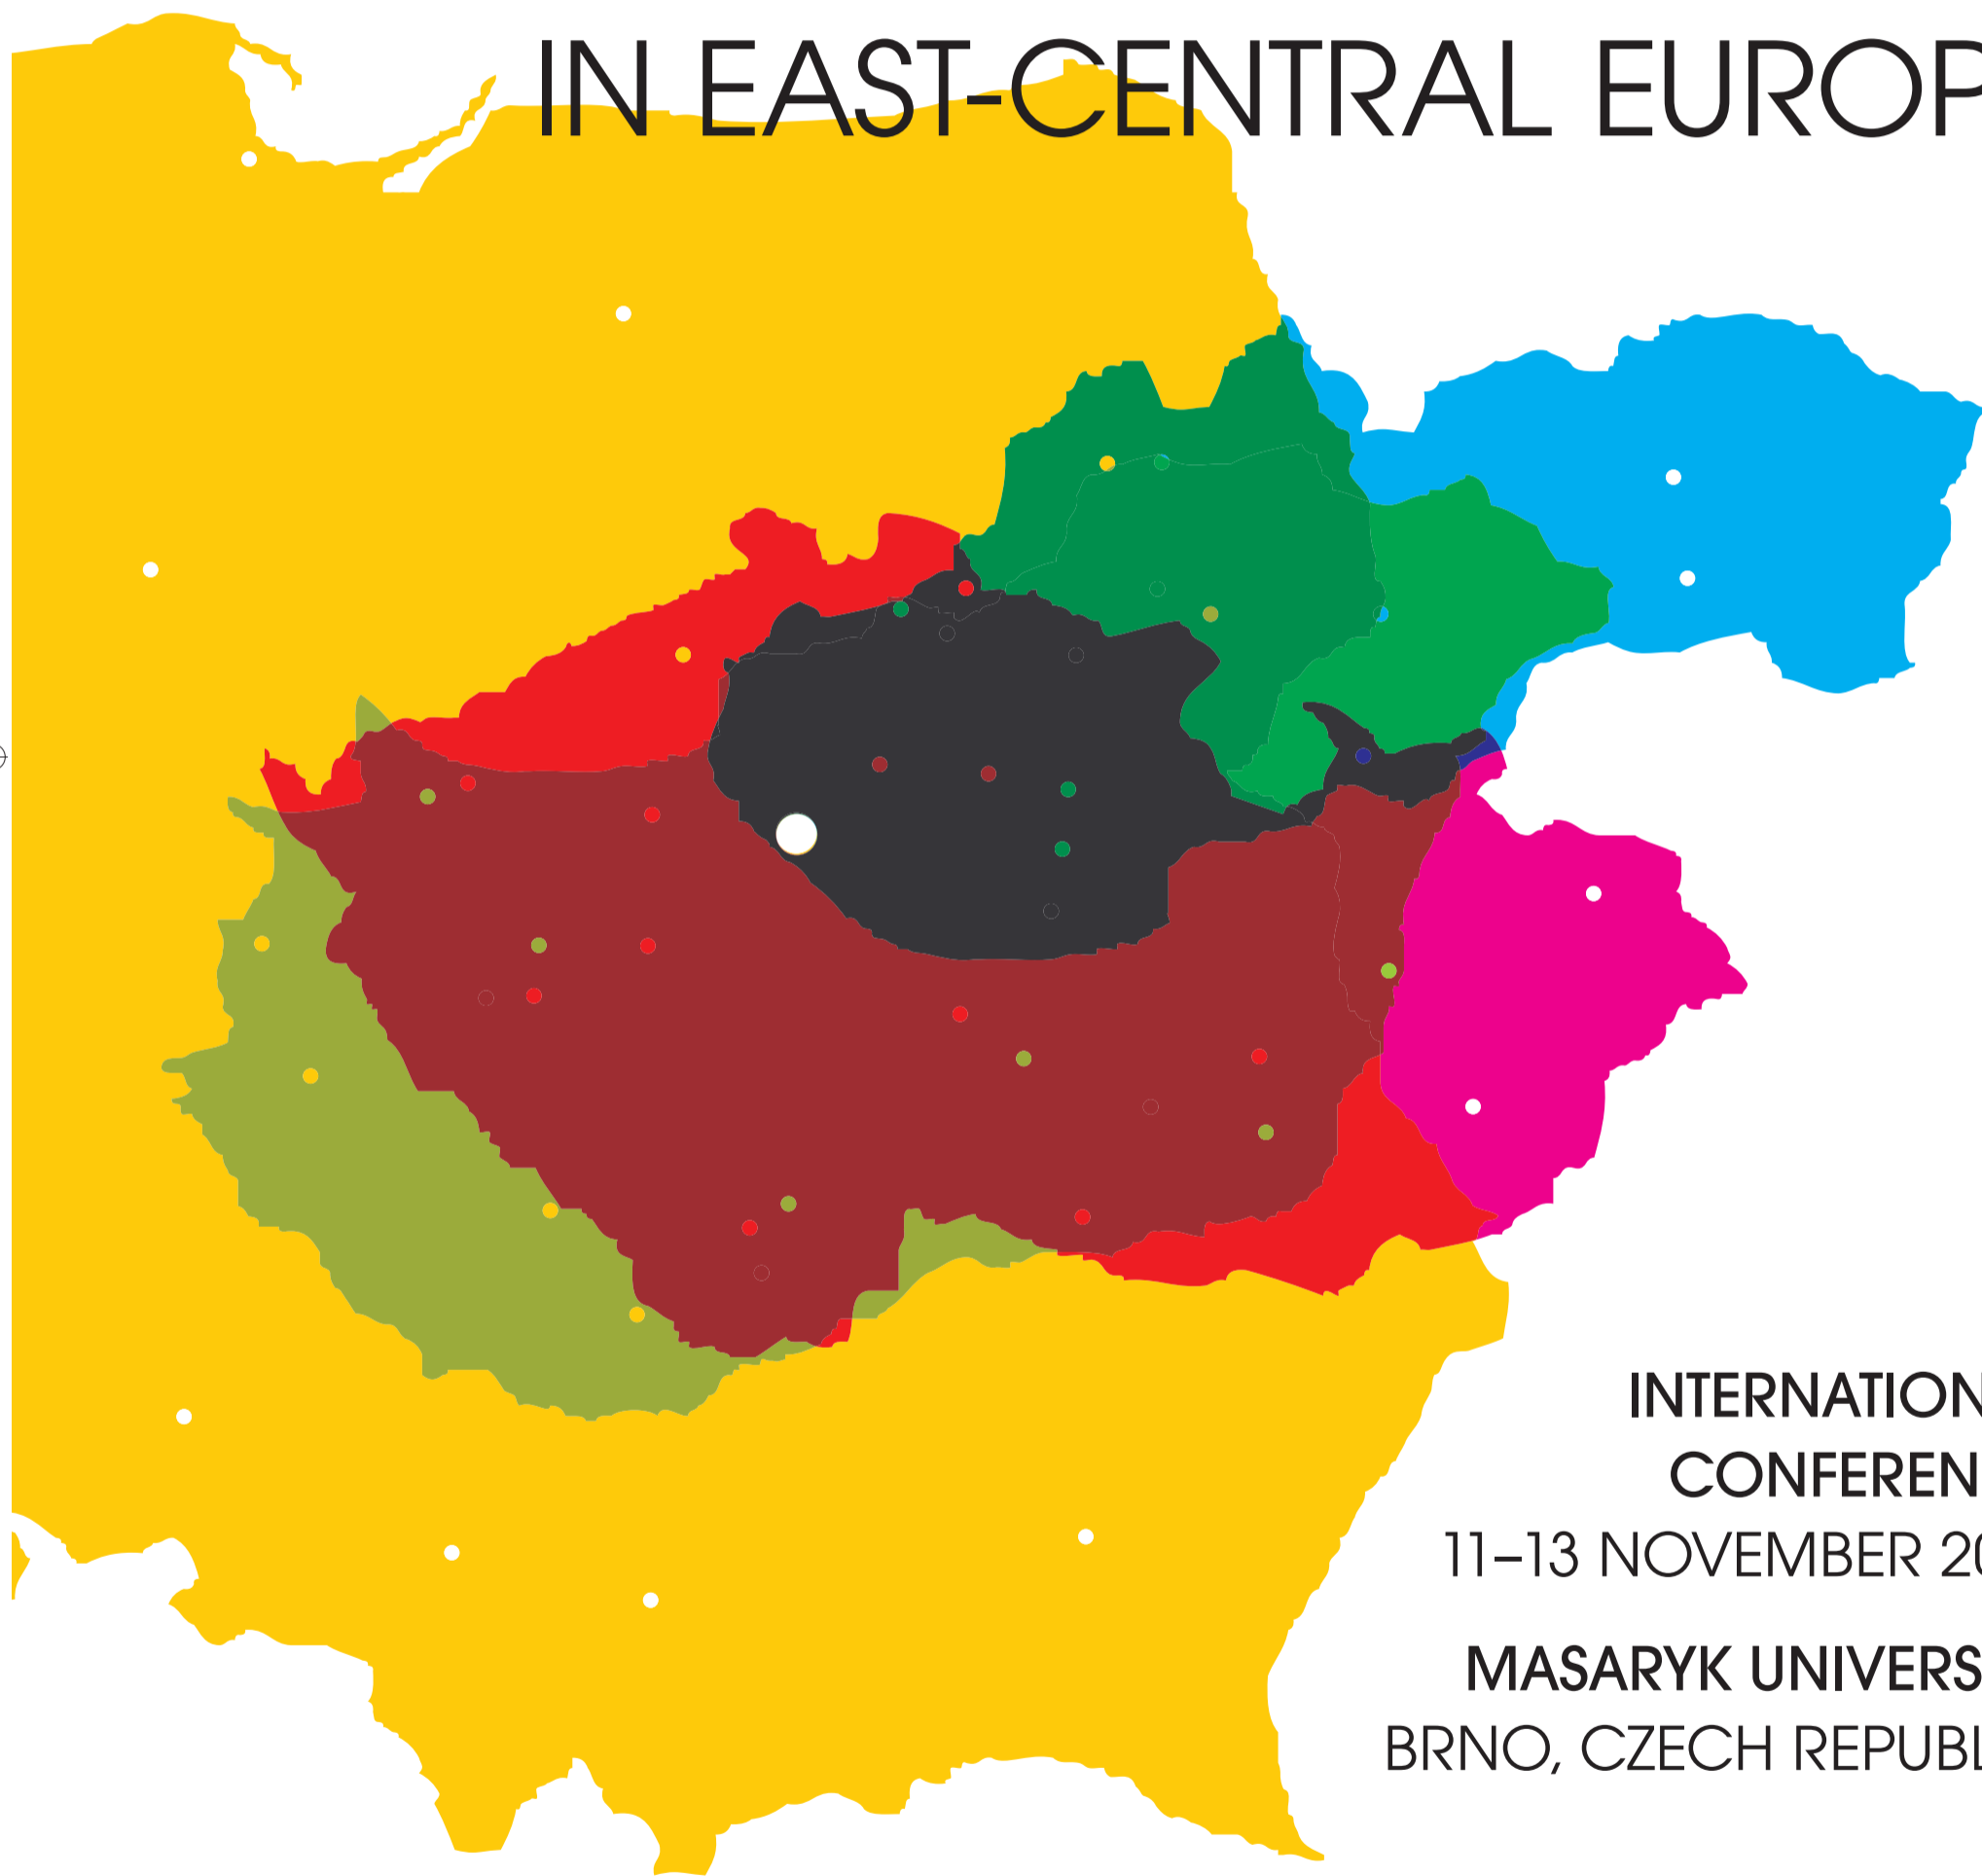 IN EAST-CENTRAL EUROP
INTERNATION
CONFEREN
11–13 NOVEMBER 20
MASARYK UNIVERS
BRNO, CZECH REPUBL